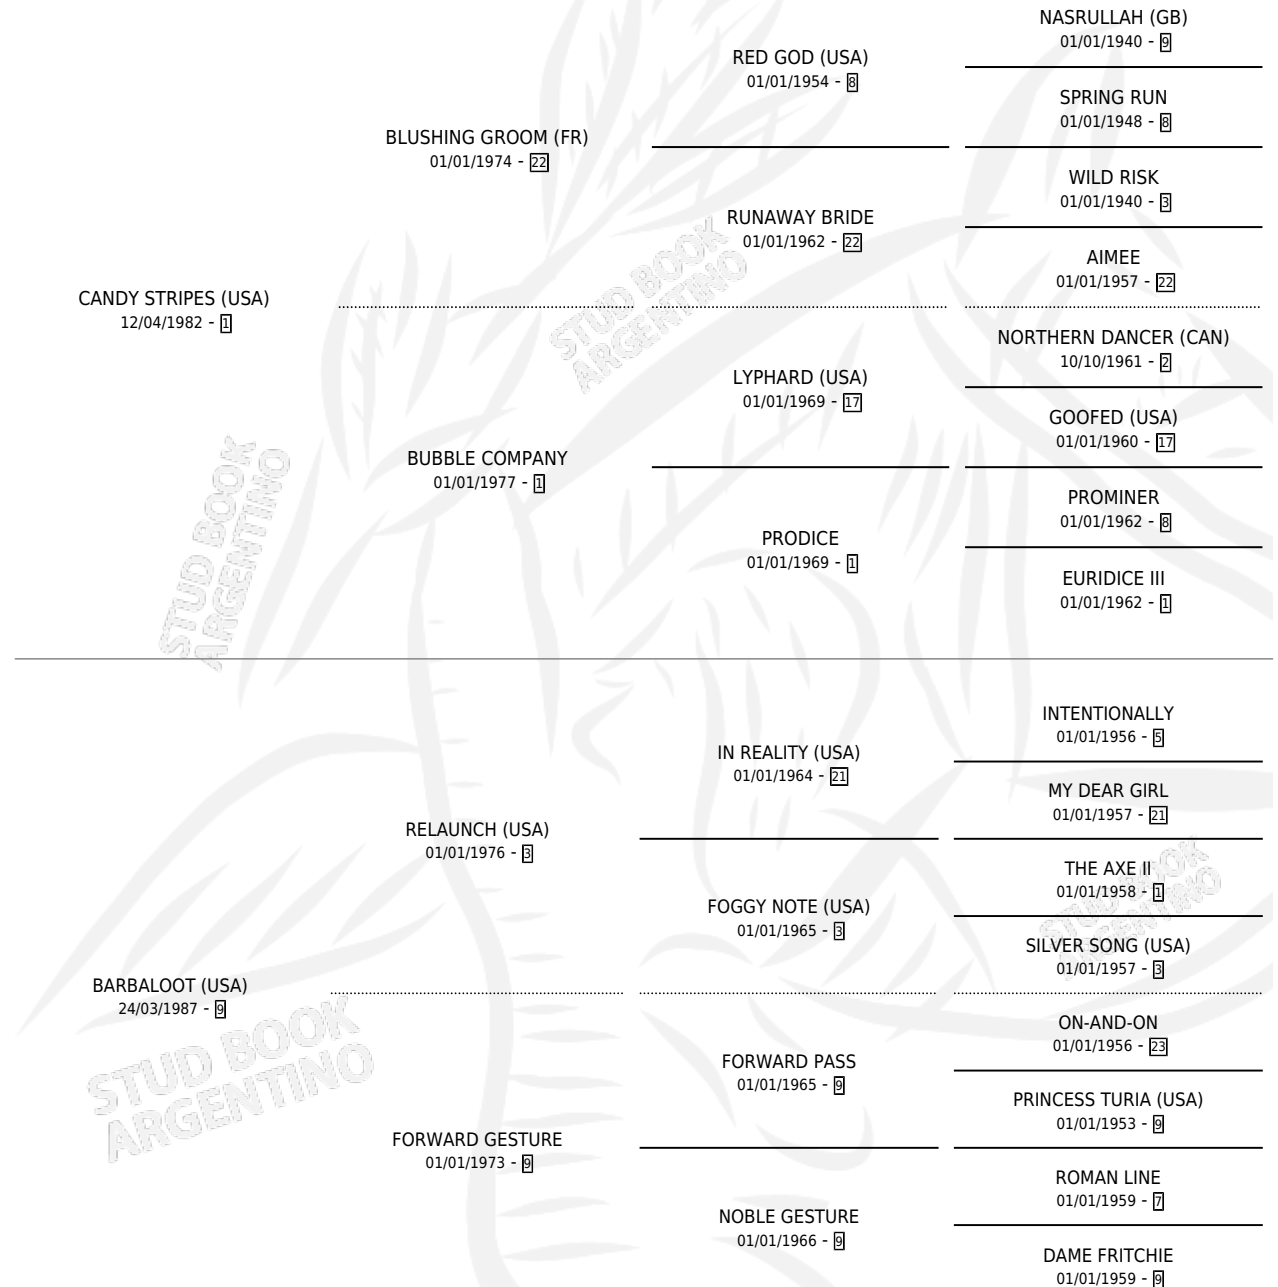 NASRULLAH (GB)
01/01/1940 - 9
RED GOD (USA)
01/01/1954 - 8
SPRING RUN
01/01/1948 - 8
BLUSHING GROOM (FR)
01/01/1974 - 22
WILD RISK
01/01/1940 - 3
RUNAWAY BRIDE
01/01/1962 - 22
AIMEE
01/01/1957 - 22
CANDY STRIPES (USA)
12/04/1982 - 1
STUD BOOK
ARGENTINO
NORTHERN DANCER (CAN)
10/10/1961 - 2
LYPHARD (USA)
01/01/1969 - 17
GOOFED (USA)
01/01/1960 - 17
BUBBLE COMPANY
01/01/1977 - 1
PROMINER
01/01/1962 - 8
PRODICE
01/01/1969 - 1
EURIDICE III
01/01/1962 - 1
STUD BOOK
ARGENTINO
INTENTIONALLY
01/01/1956 - 5
IN REALITY (USA)
01/01/1964 - 21
MY DEAR GIRL
01/01/1957 - 21
RELAUNCH (USA)
01/01/1976 - 3
THE AXE II
01/01/1958 - 1
FOGGY NOTE (USA)
01/01/1965 - 3
STUD BOOK
ARGENTINO
SILVER SONG (USA)
01/01/1957 - 3
BARBALOOT (USA)
24/03/1987 - 9
STUD BOOK
ARGENTINO
ON-AND-ON
01/01/1956 - 23
FORWARD PASS
01/01/1965 - 9
PRINCESS TURIA (USA)
01/01/1953 - 9
FORWARD GESTURE
01/01/1973 - 9
ROMAN LINE
01/01/1959 - 7
NOBLE GESTURE
01/01/1966 - 9
DAME FRITCHIE
01/01/1959 - 9